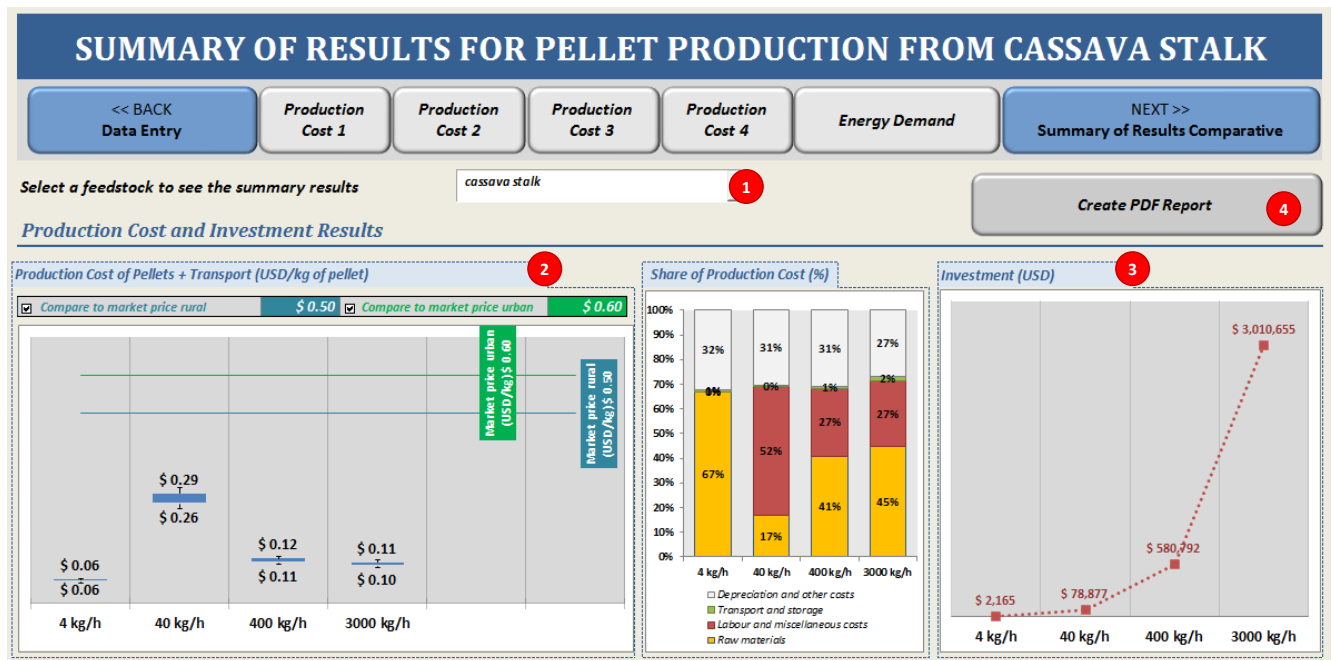 SUMMARY OF RESULTS FOR PELLET PRODUCTION FROM CASSAVA STALK
<< BACK
Data Entry
Production
Cost 1
Production
Cost 2
Production
Cost 3
Production
Cost 4
Energy Demand
NEXT >>
Summary of Results Comparative
Select a feedstock to see the summary results
cassava stalk
1
Create PDF Report
4
Production Cost and Investment Results
Production Cost of Pellets + Transport (USD/kg of pellet)
2
Compare to market price rural
$ 0.50
Compare to market price urban
$ 0.60
Market price urban
(USD/kg)$ 0.60
Market price rural
(USD/kg)$ 0.50
$ 0.06
$ 0.06
$ 0.29
$ 0.26
$ 0.12
$ 0.11
$ 0.11
$ 0.10
4 kg/h
40 kg/h
400 kg/h
3000 kg/h
Share of Production Cost (%)
100%
90%
80%
70%
60%
50%
40%
30%
20%
10%
0%
32%
67%
31%
0%
52%
17%
31%
1%
27%
41%
27%
2%
27%
45%
4 kg/h
40 kg/h
400 kg/h
3000 kg/h
Depreciation and other costs
Transport and storage
Labour and miscellaneous costs
Raw materials
Investment (USD)
3
$ 2,165
$ 78,877
$ 580,792
$ 3,010,655
4 kg/h
40 kg/h
400 kg/h
3000 kg/h